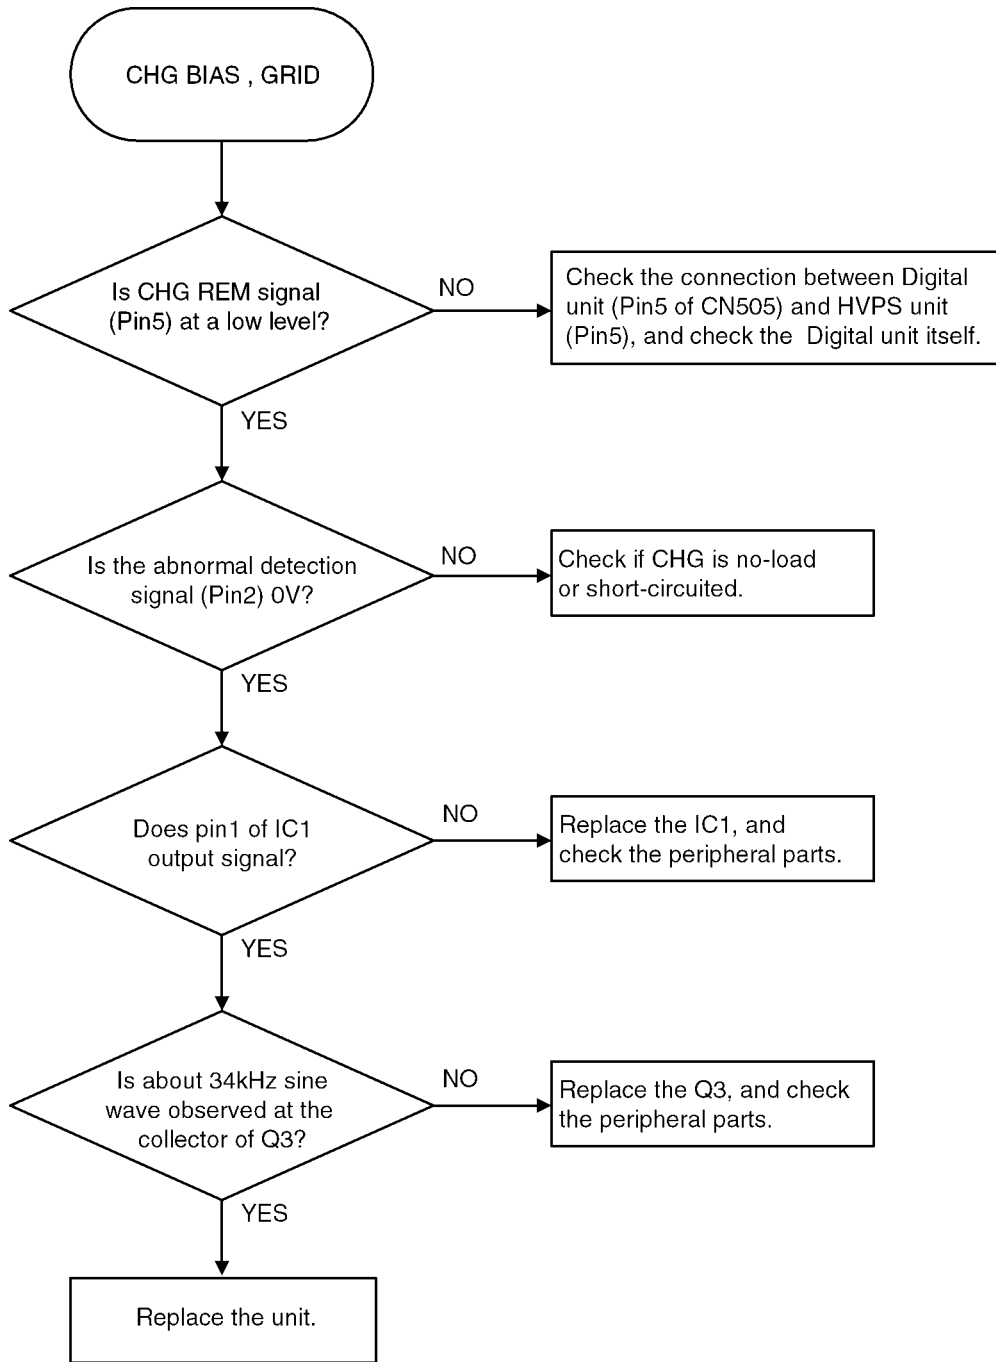 CHG BIAS , GRID
Is CHG REM signal
(Pin5) at a low level?
NO
Check the connection between Digital
unit (Pin5 of CN505) and HVPS unit
(Pin5), and check the  Digital unit itself.
YES
Is the abnormal detection
signal (Pin2) 0V?
NO
Check if CHG is no-load
or short-circuited.
YES
Does pin1 of IC1
output signal?
NO
Replace the IC1, and
check the peripheral parts.
YES
Is about 34kHz sine
wave observed at the
collector of Q3?
NO
Replace the Q3, and check
the peripheral parts.
YES
Replace the unit.